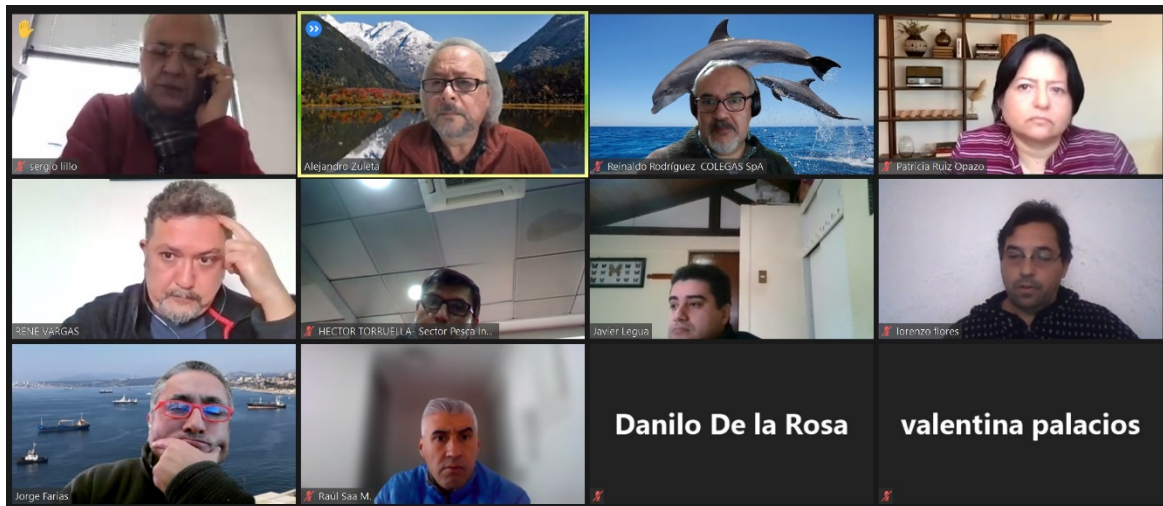 sergio lillo
Alejandro Zuleta
Reinaldo Rodríguez COLEGAS SpA
Patricia Ruiz Opazo
RENE VARGAS
HECTOR TORRUELLA- Sector Pesca In...
Javier Legua
lorenzo flores
Jorge Farias
Raúl Saa M.
Danilo De la Rosa
valentina palacios